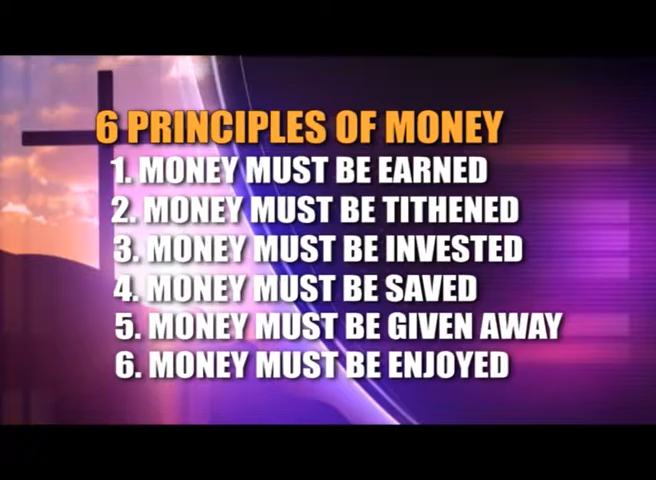 6 PRINCIPLES OF MONEY
1. MONEY MUST BE EARNED
2. MONEY MUST BE TITHENED
3. MONEY MUST BE INVESTED
4. MONEY MUST BE SAVED
5. MONEY MUST BE GIVEN AWAY
6. MONEY MUST BE ENJOYED